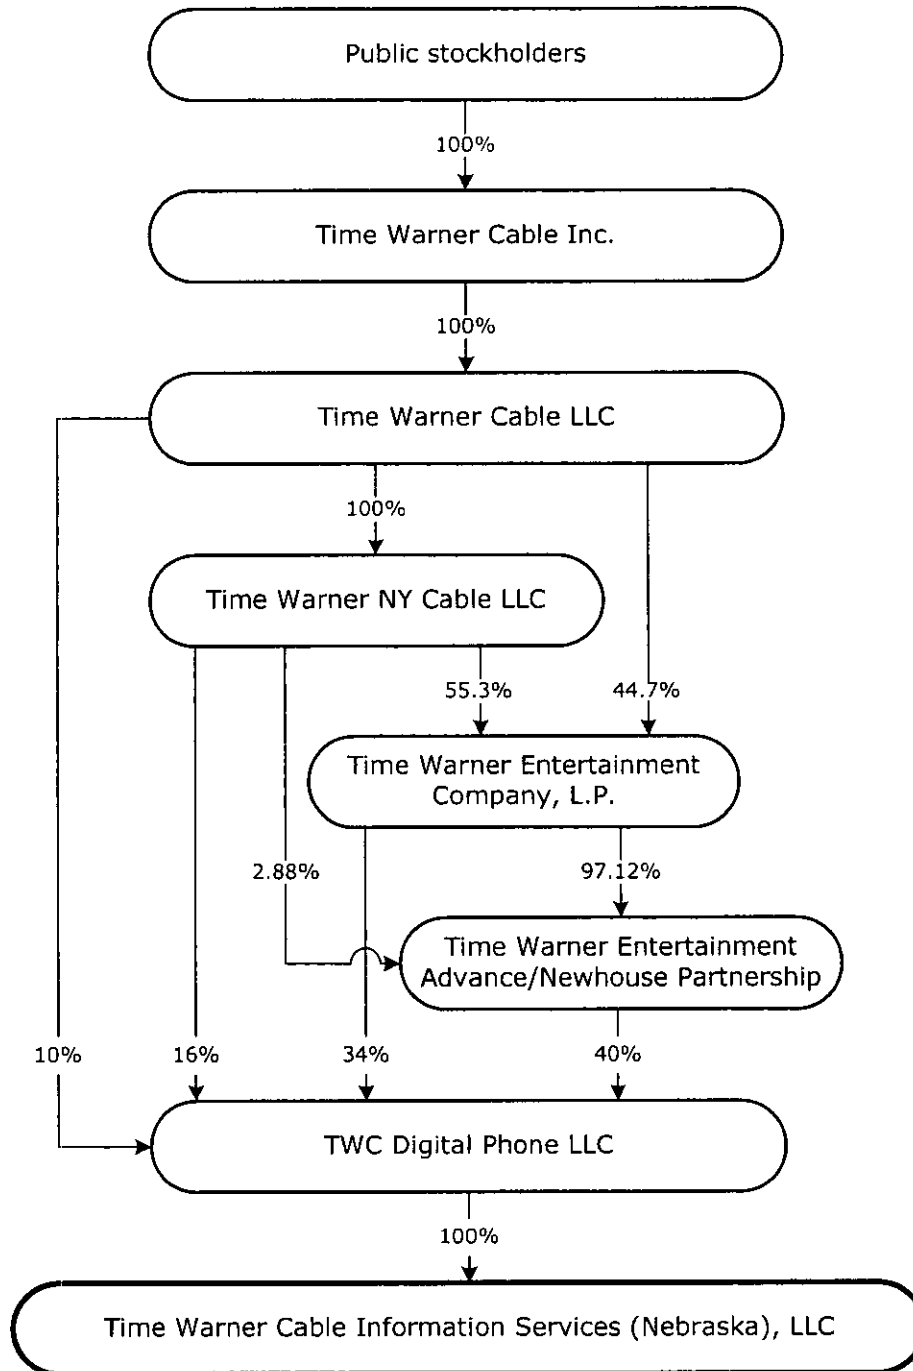 Public stockholders
100%
Time Warner Cable Inc.
100%
Time Warner Cable LLC
100%
Time Warner NY Cable LLC
55.3%
44.7%
Time Warner Entertainment
Company, L.P.
2.88%
97.12%
Time Warner Entertainment
Advance/Newhouse Partnership
10%
16%
34%
40%
TWC Digital Phone LLC
100%
Time Warner Cable Information Services (Nebraska), LLC